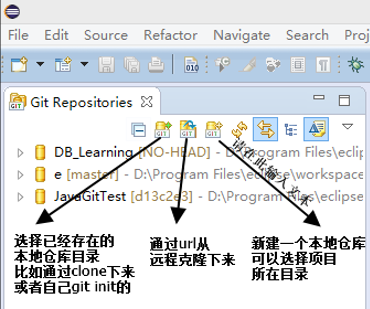 File Edit Source Refactor Navigate Search Proj
010
Git Repositories
GIT GIT GIT
请在此输入文本
DB_Learning [NO-HEAD] - D:\Program Files\eclip
e [master] - D:\Program Files\eclipse\workspace
JavaGitTest [d13c2e3] - D:\Program Files\eclipse
选择已经存在的
本地仓库目录
比如通过clone下来
或者自己git init的
通过url从
远程克隆下来
新建一个本地仓库
可以选择项目
所在目录